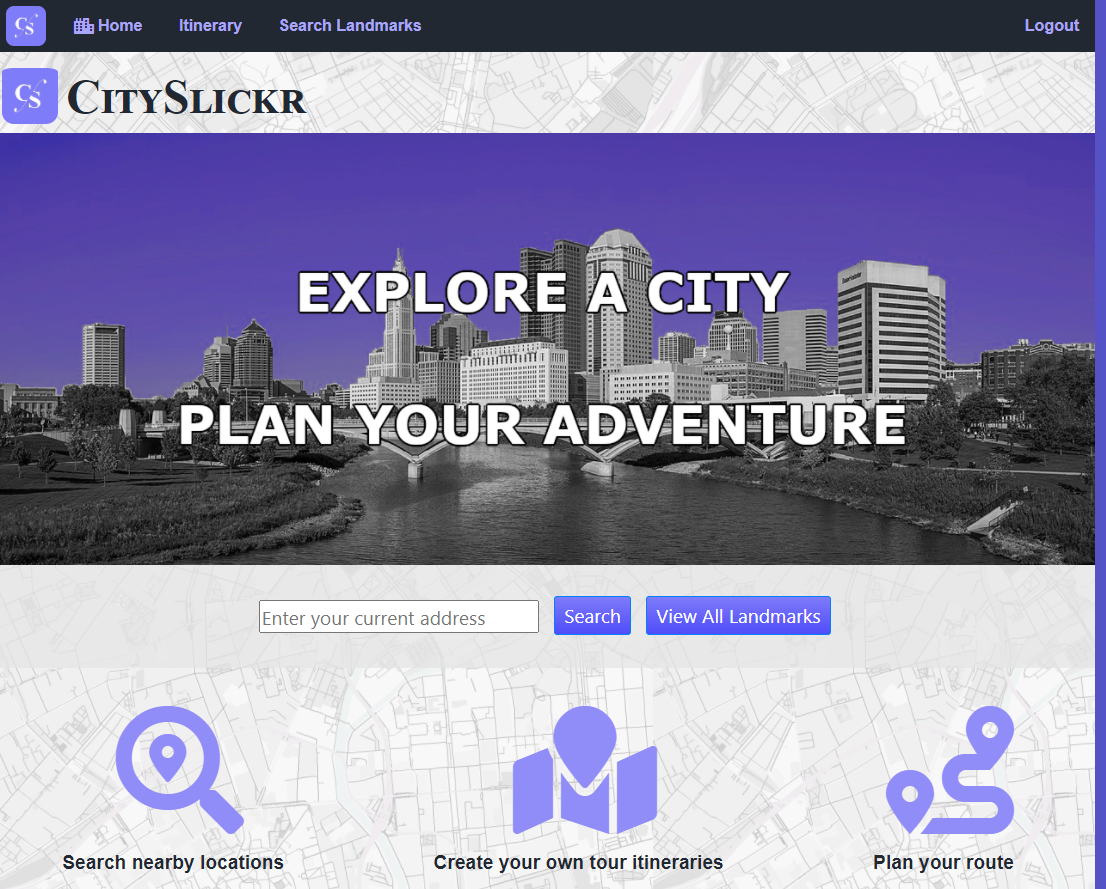 CS Home Itinerary Search Landmarks Logout
CS CitySlickr
EXPLORE A CITY
PLAN YOUR ADVENTURE
Enter your current address Search View All Landmarks
Search nearby locations Create your own tour itineraries Plan your route